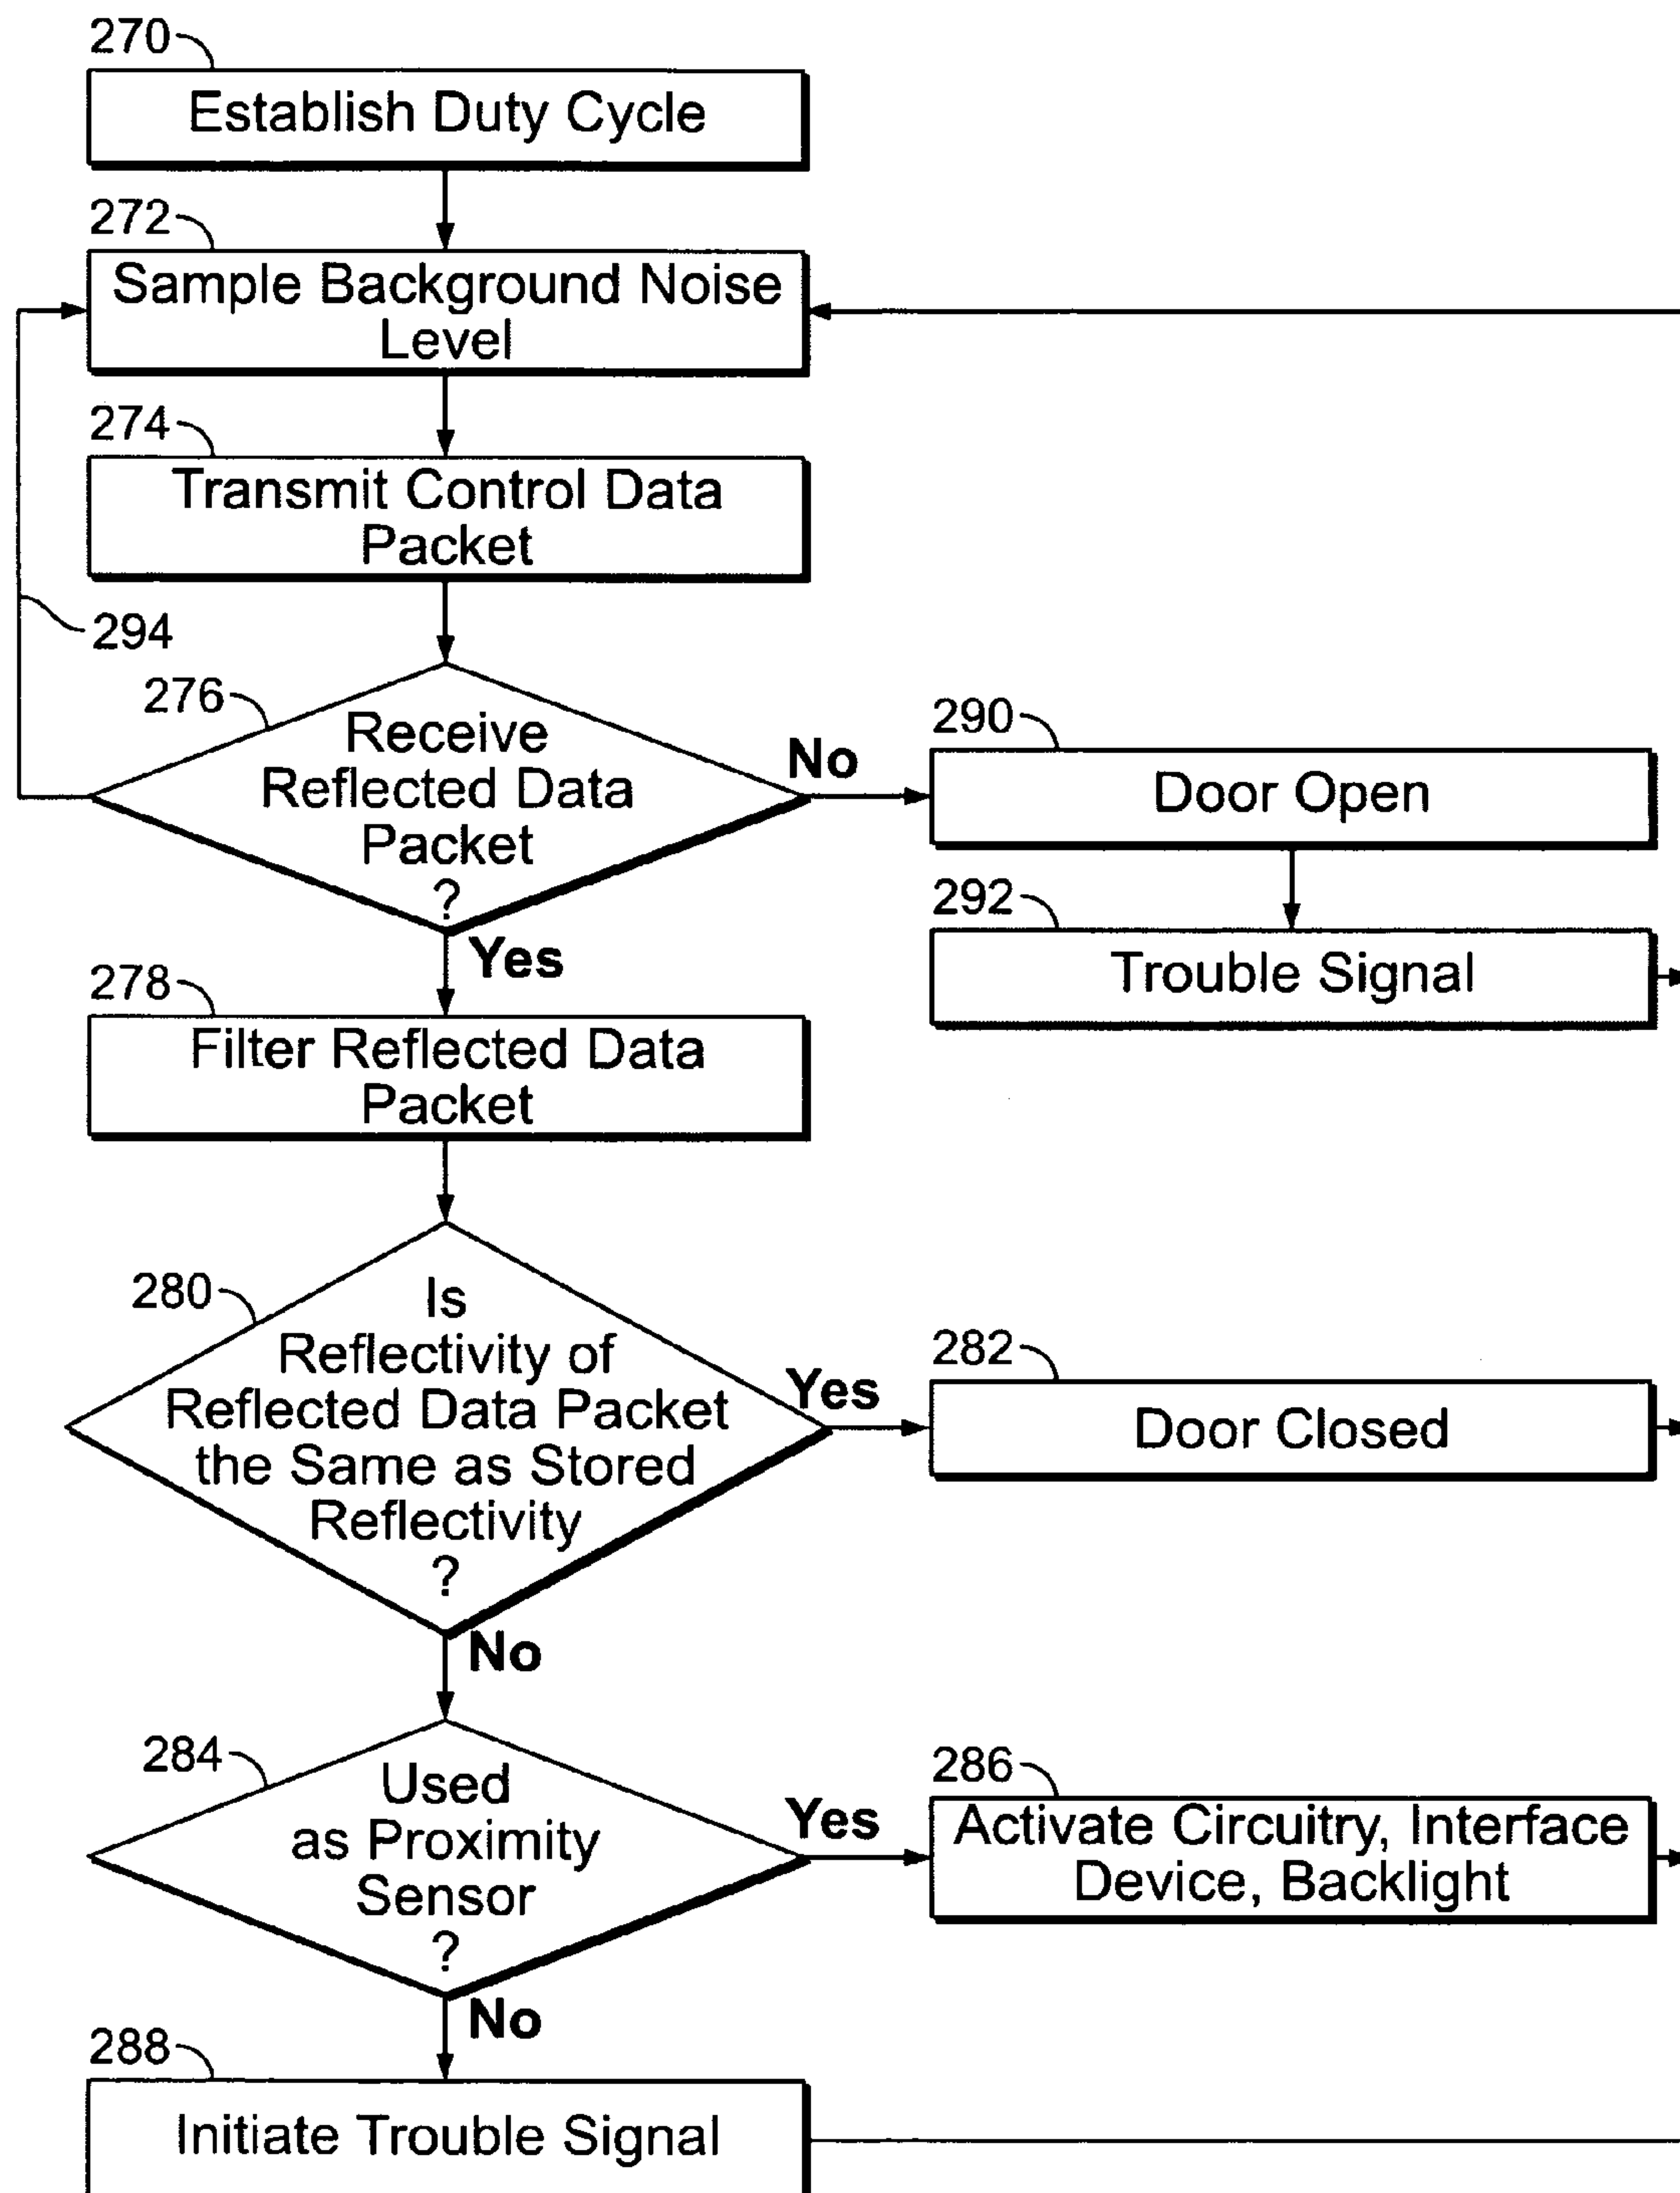 270
Establish Duty Cycle
272
Sample Background Noise
Level
274
Transmit Control Data
Packet
294
276
Receive
Reflected Data
Packet
?
No
290
Door Open
292
Trouble Signal
Yes
278
Filter Reflected Data
Packet
280
Is
Reflectivity of
Reflected Data Packet
the Same as Stored
Reflectivity
?
Yes
282
Door Closed
No
284
Used
as Proximity
Sensor
?
Yes
286
Activate Circuitry, Interface
Device, Backlight
No
288
Initiate Trouble Signal